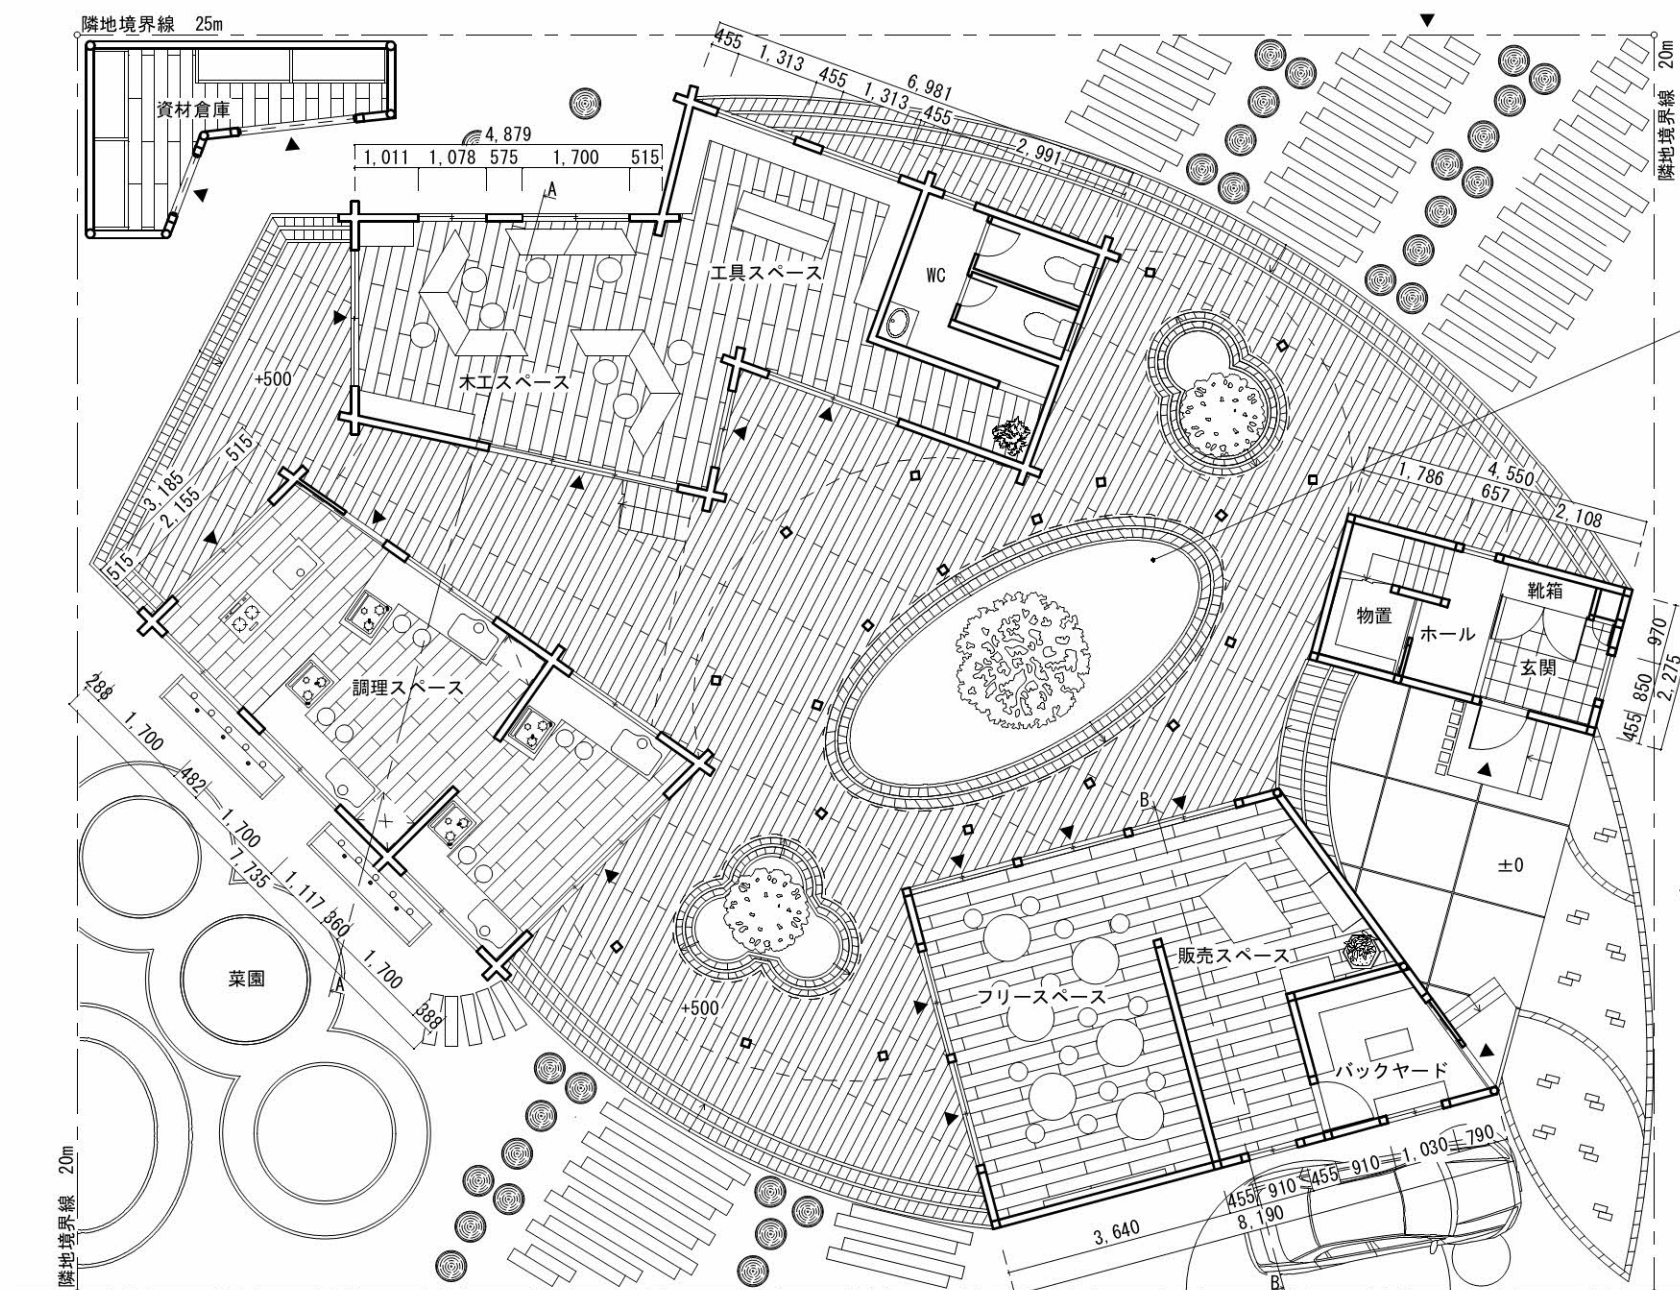 隣地境界線　25m
隣地境界線　20m
資材倉庫
455
1,313
455
1,313
455
6,981
2,991
4,879
1,011
1,078
575
1,700
515
A
工具スペース
WC
木工スペース
+500
515
3,185
2,155
515
1,786
4,550
657
2,108
靴箱
物置
ホール
玄関
970
850
2,275
455
調理スペース
288
1,700
482
1,700
7,735
1,117
360
1,700
388
A
菜園
B
±0
販売スペース
フリースペース
+500
バックヤード
455
910
455
910
1,030
790
3,640
8,190
B
隣地境界線　20m